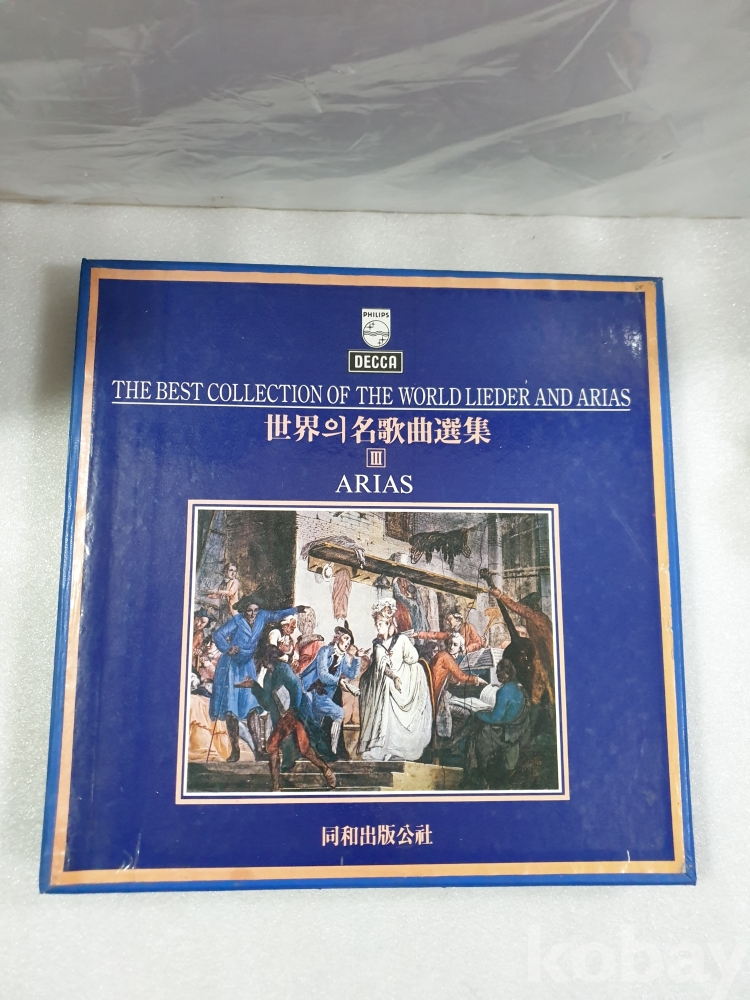 PHILIPS
DECCA
THE BEST COLLECTION OF THE WORLD LIEDER AND ARIAS
世界의名歌曲選集
III
ARIAS
同和出版公社
kobay